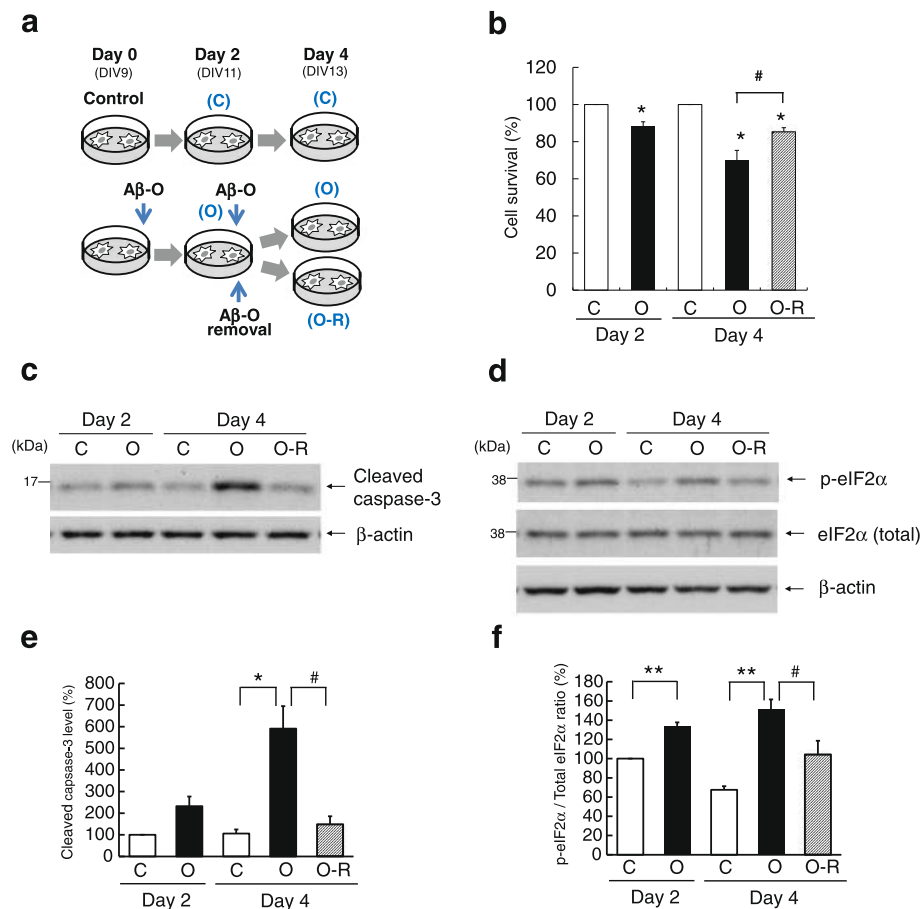 a
Day 0 Day 2 Day 4
(DIV9) (DIV11) (DIV13)
Control (C) (C)
Aβ-O Aβ-O (O)
(O)
Aβ-O
removal
(O-R)
b
Cell survival (%)
120
100
80
60
40
20
0
* * *
#
C O C O O-R
Day 2 Day 4
c
Day 2 Day 4
(kDa) C O C O O-R
17
Cleaved
caspase-3
β-actin
d
Day 2 Day 4
(kDa) C O C O O-R
38 p-eIF2α
38 eIF2α (total)
β-actin
e
Cleaved capsase-3 level (%)
800
700
600
500
400
300
200
100
0
* #
C O C O O-R
Day 2 Day 4
f
p-eIF2α / Total eIF2α ratio (%)
180
160
140
120
100
80
60
40
20
0
** ** #
C O C O O-R
Day 2 Day 4